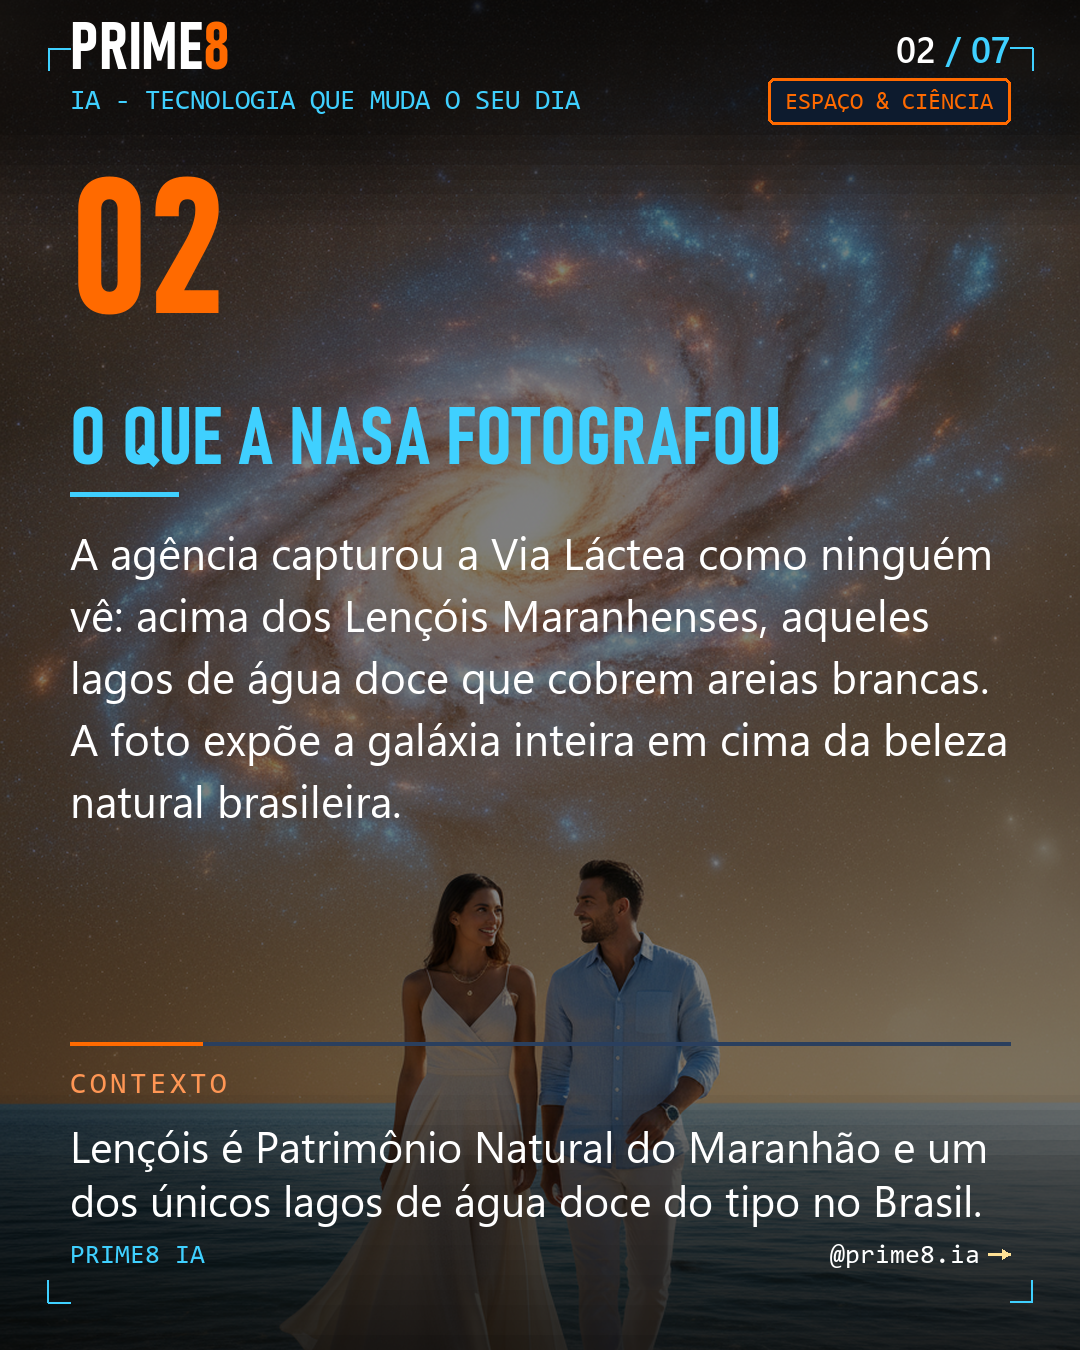 PRIME8
02 / 07
IA - TECNOLOGIA QUE MUDA O SEU DIA
ESPAÇO & CIÊNCIA
02
O QUE A NASA FOTOGRAFOU
A agência capturou a Via Láctea como ninguém
vê: acima dos Lençóis Maranhenses, aqueles
lagos de água doce que cobrem areias brancas.
A foto expõe a galáxia inteira em cima da beleza
natural brasileira.
CONTEXTO
Lençóis é Patrimônio Natural do Maranhão e um
dos únicos lagos de água doce do tipo no Brasil.
PRIME8 IA
@prime8.ia